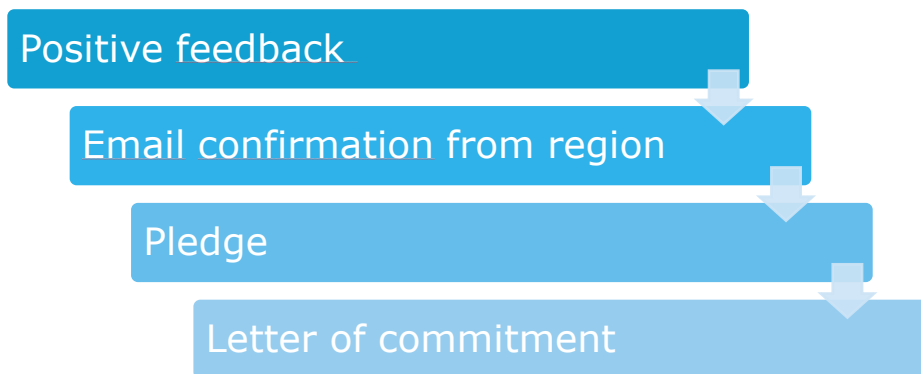 Positive feedback
Email confirmation from region
Pledge
Letter of commitment